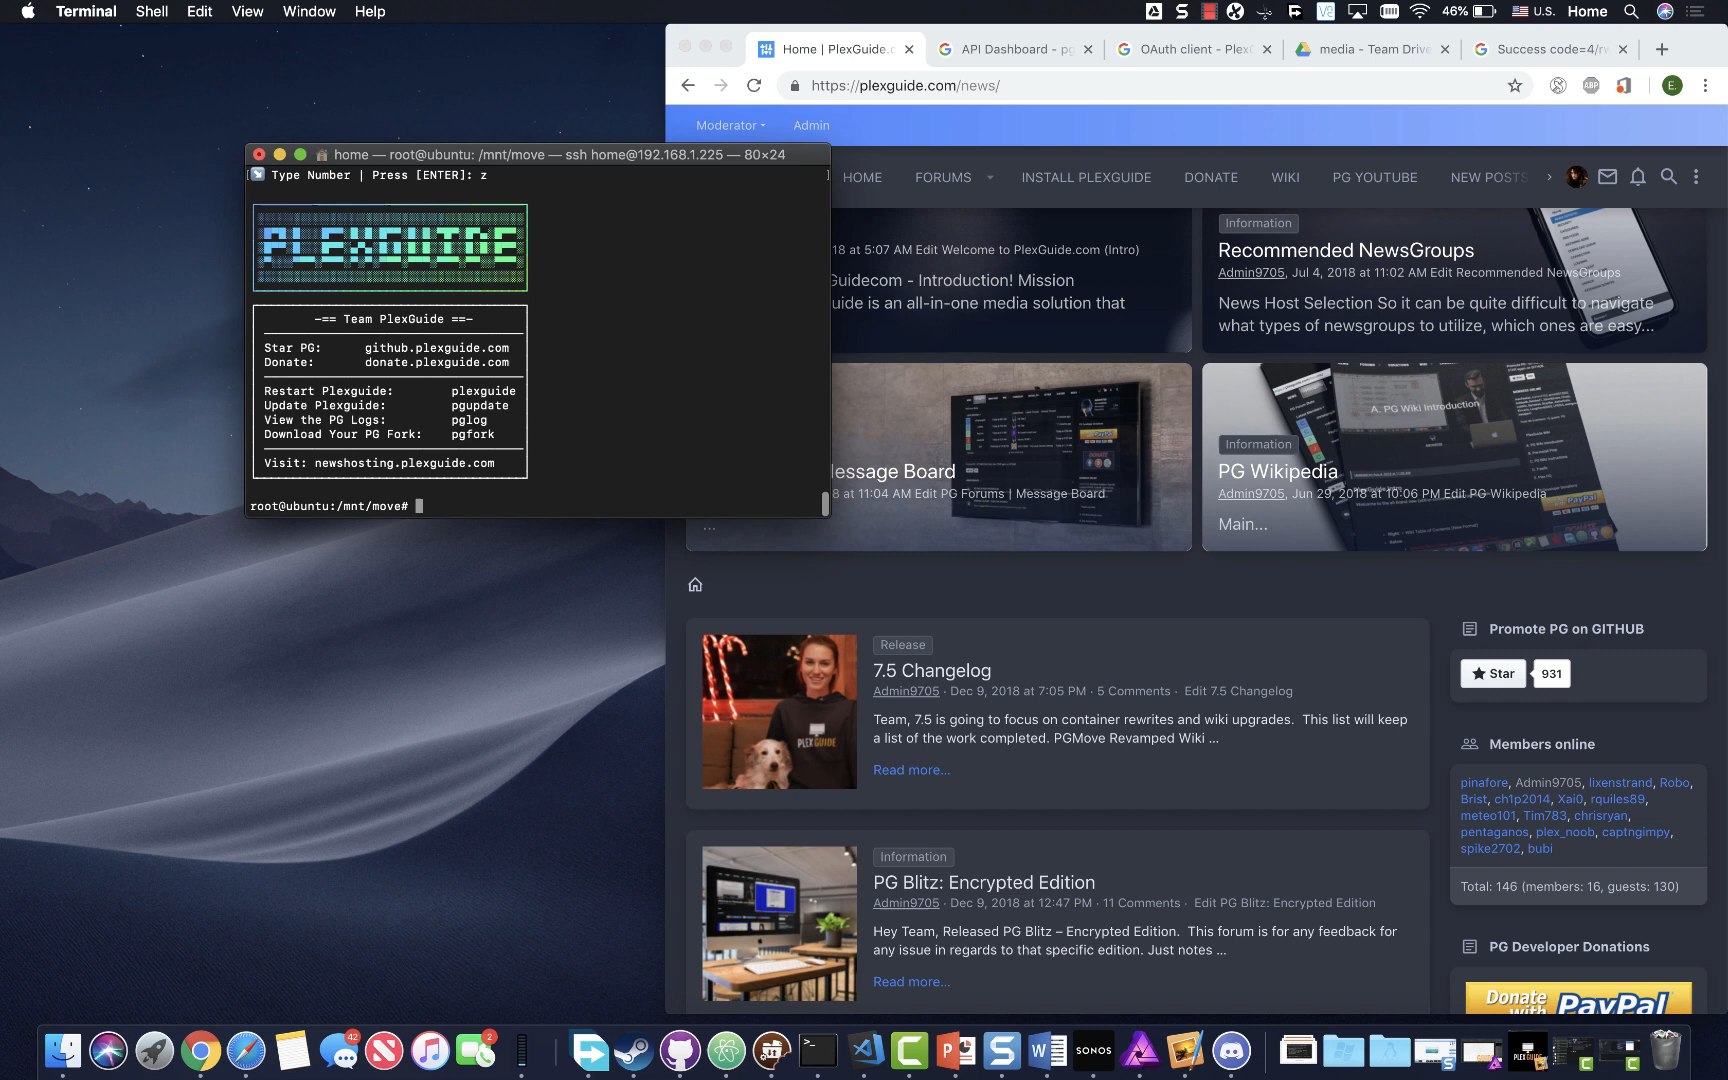 Terminal Shell Edit View Window Help
46% U.S. Home
Home | PlexGuide.c API Dashboard - pg OAuth client - PlexG media - Team Drive Success code=4/rw
https://plexguide.com/news/
ABP
E.
Moderator Admin
home — root@ubuntu: /mnt/move — ssh home@192.168.1.225 — 80×24
Type Number | Press [ENTER]: z
PLEXGUIDE
-== Team PlexGuide ==-
Star PG: github.plexguide.com
Donate: donate.plexguide.com
Restart Plexguide: plexguide
Update Plexguide: pgupdate
View the PG Logs: pglog
Download Your PG Fork: pgfork
Visit: newshosting.plexguide.com
root@ubuntu:/mnt/move#
HOME FORUMS INSTALL PLEXGUIDE DONATE WIKI PG YOUTUBE NEW POSTS
18 at 5:07 AM Edit Welcome to PlexGuide.com (Intro)
Guidecom - Introduction! Mission
uide is an all-in-one media solution that
Information
Recommended NewsGroups
Admin9705, Jul 4, 2018 at 11:02 AM Edit Recommended NewsGroups
News Host Selection So it can be quite difficult to navigate
what types of newsgroups to utilize, which ones are easy...
essage Board
8 at 11:04 AM Edit PG Forums | Message Board
...
A. PG Wiki Introduction
Information
PG Wikipedia
Admin9705, Jun 29, 2018 at 10:06 PM Edit PG Wikipedia
Main...
PayPal
Release
7.5 Changelog
Admin9705 · Dec 9, 2018 at 7:05 PM · 5 Comments · Edit 7.5 Changelog
Team, 7.5 is going to focus on container rewrites and wiki upgrades. This list will keep
a list of the work completed. PGMove Revamped Wiki ...
Read more...
PLEXGUIDE
Information
PG Blitz: Encrypted Edition
Admin9705 · Dec 9, 2018 at 12:47 PM · 11 Comments · Edit PG Blitz: Encrypted Edition
Hey Team, Released PG Blitz – Encrypted Edition. This forum is for any feedback for
any issue in regards to that specific edition. Just notes ...
Read more...
Promote PG on GITHUB
Star 931
Members online
pinafore, Admin9705, lixenstrand, Robo,
Brist, ch1p2014, Xai0, rquiles89,
meteo101, Tim783, chrisryan,
pentaganos, plex_noob, captngimpy,
spike2702, bubi
Total: 146 (members: 16, guests: 130)
PG Developer Donations
Donate with PayPal
42
2
SONOS